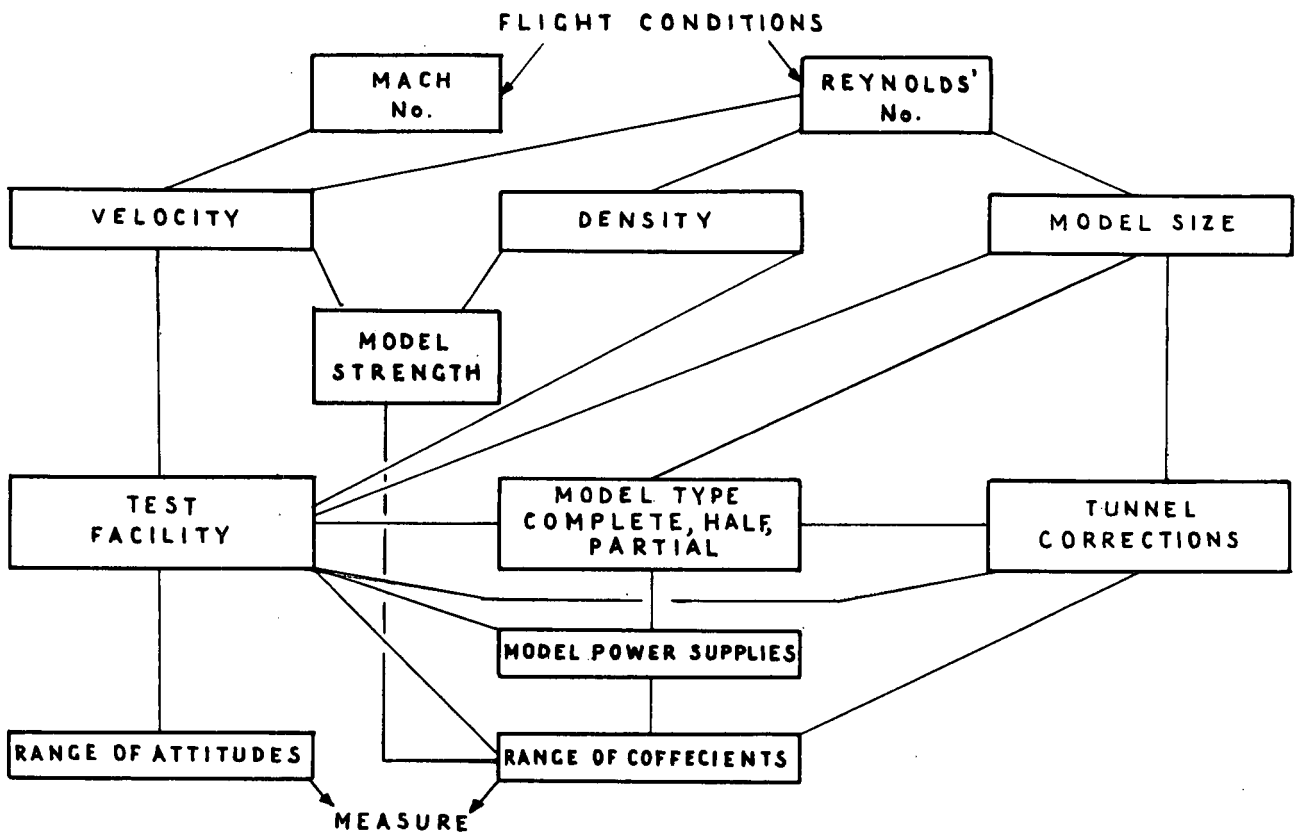 FLIGHT CONDITIONS
MACH
No.
REYNOLDS'
No.
VELOCITY
DENSITY
MODEL SIZE
MODEL
STRENGTH
TEST
FACILITY
MODEL TYPE
COMPLETE, HALF,
PARTIAL
TUNNEL
CORRECTIONS
MODEL POWER SUPPLIES
RANGE OF ATTITUDES
RANGE OF COFFECIENTS
MEASURE